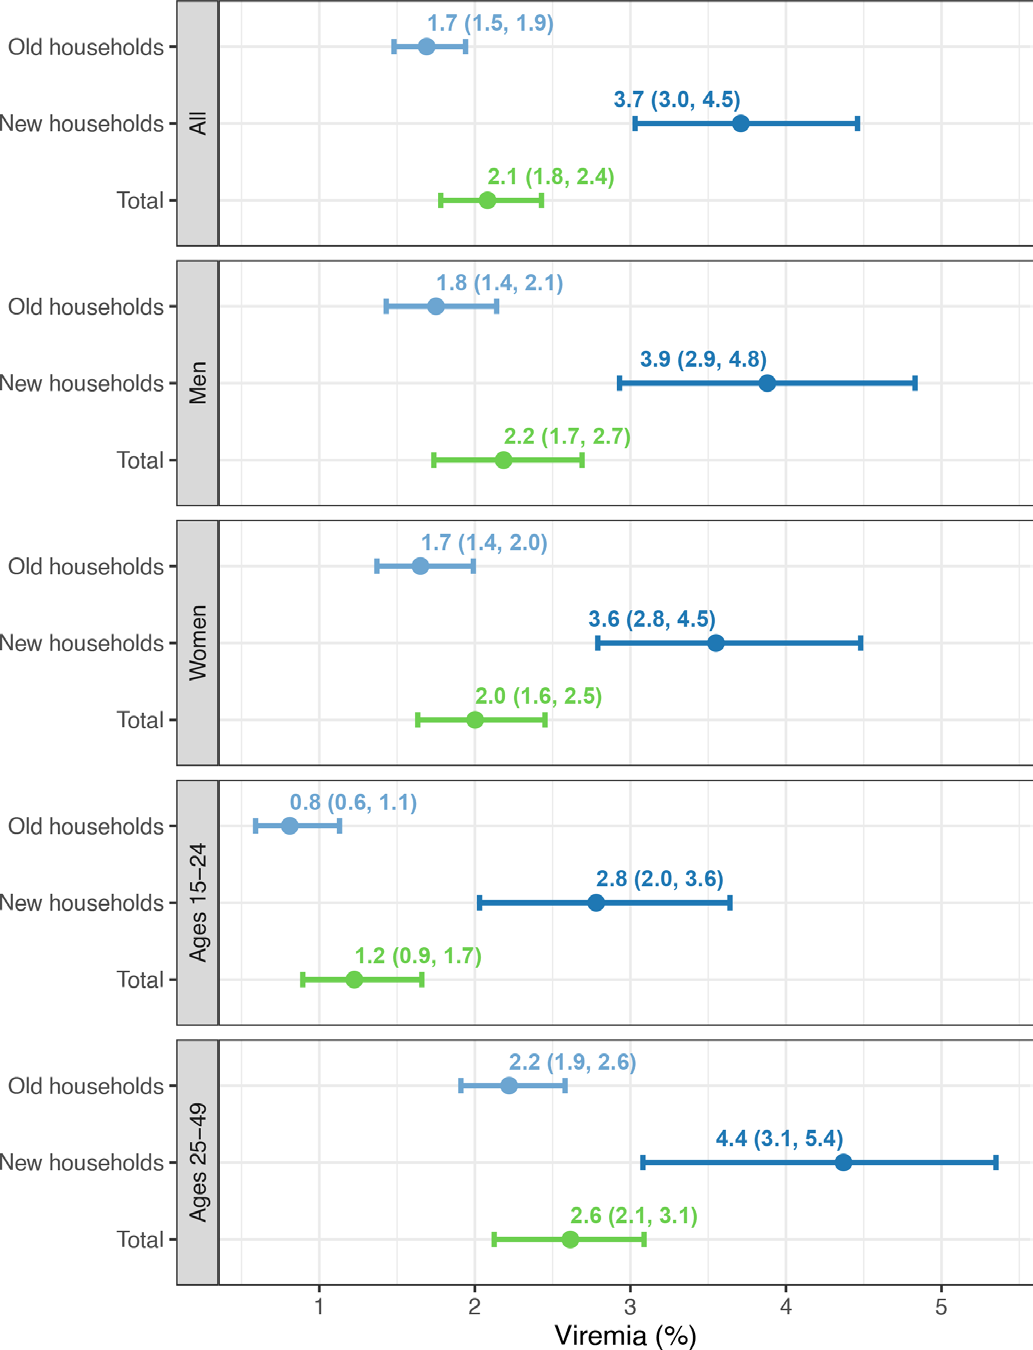 1.7 (1.5, 1.9)
Old households
3.7 (3.0, 4.5)
New households
All
2.1 (1.8, 2.4)
Total
1.8 (1.4, 2.1)
Old households
3.9 (2.9, 4.8)
New households
Men
2.2 (1.7, 2.7)
Total
1.7 (1.4, 2.0)
Old households
3.6 (2.8, 4.5)
New households
Women
2.0 (1.6, 2.5)
Total
0.8 (0.6, 1.1)
Old households
2.8 (2.0, 3.6)
New households
Ages 15–24
1.2 (0.9, 1.7)
Total
2.2 (1.9, 2.6)
Old households
4.4 (3.1, 5.4)
New households
Ages 25–49
2.6 (2.1, 3.1)
Total
1 2 3 4 5
Viremia (%)